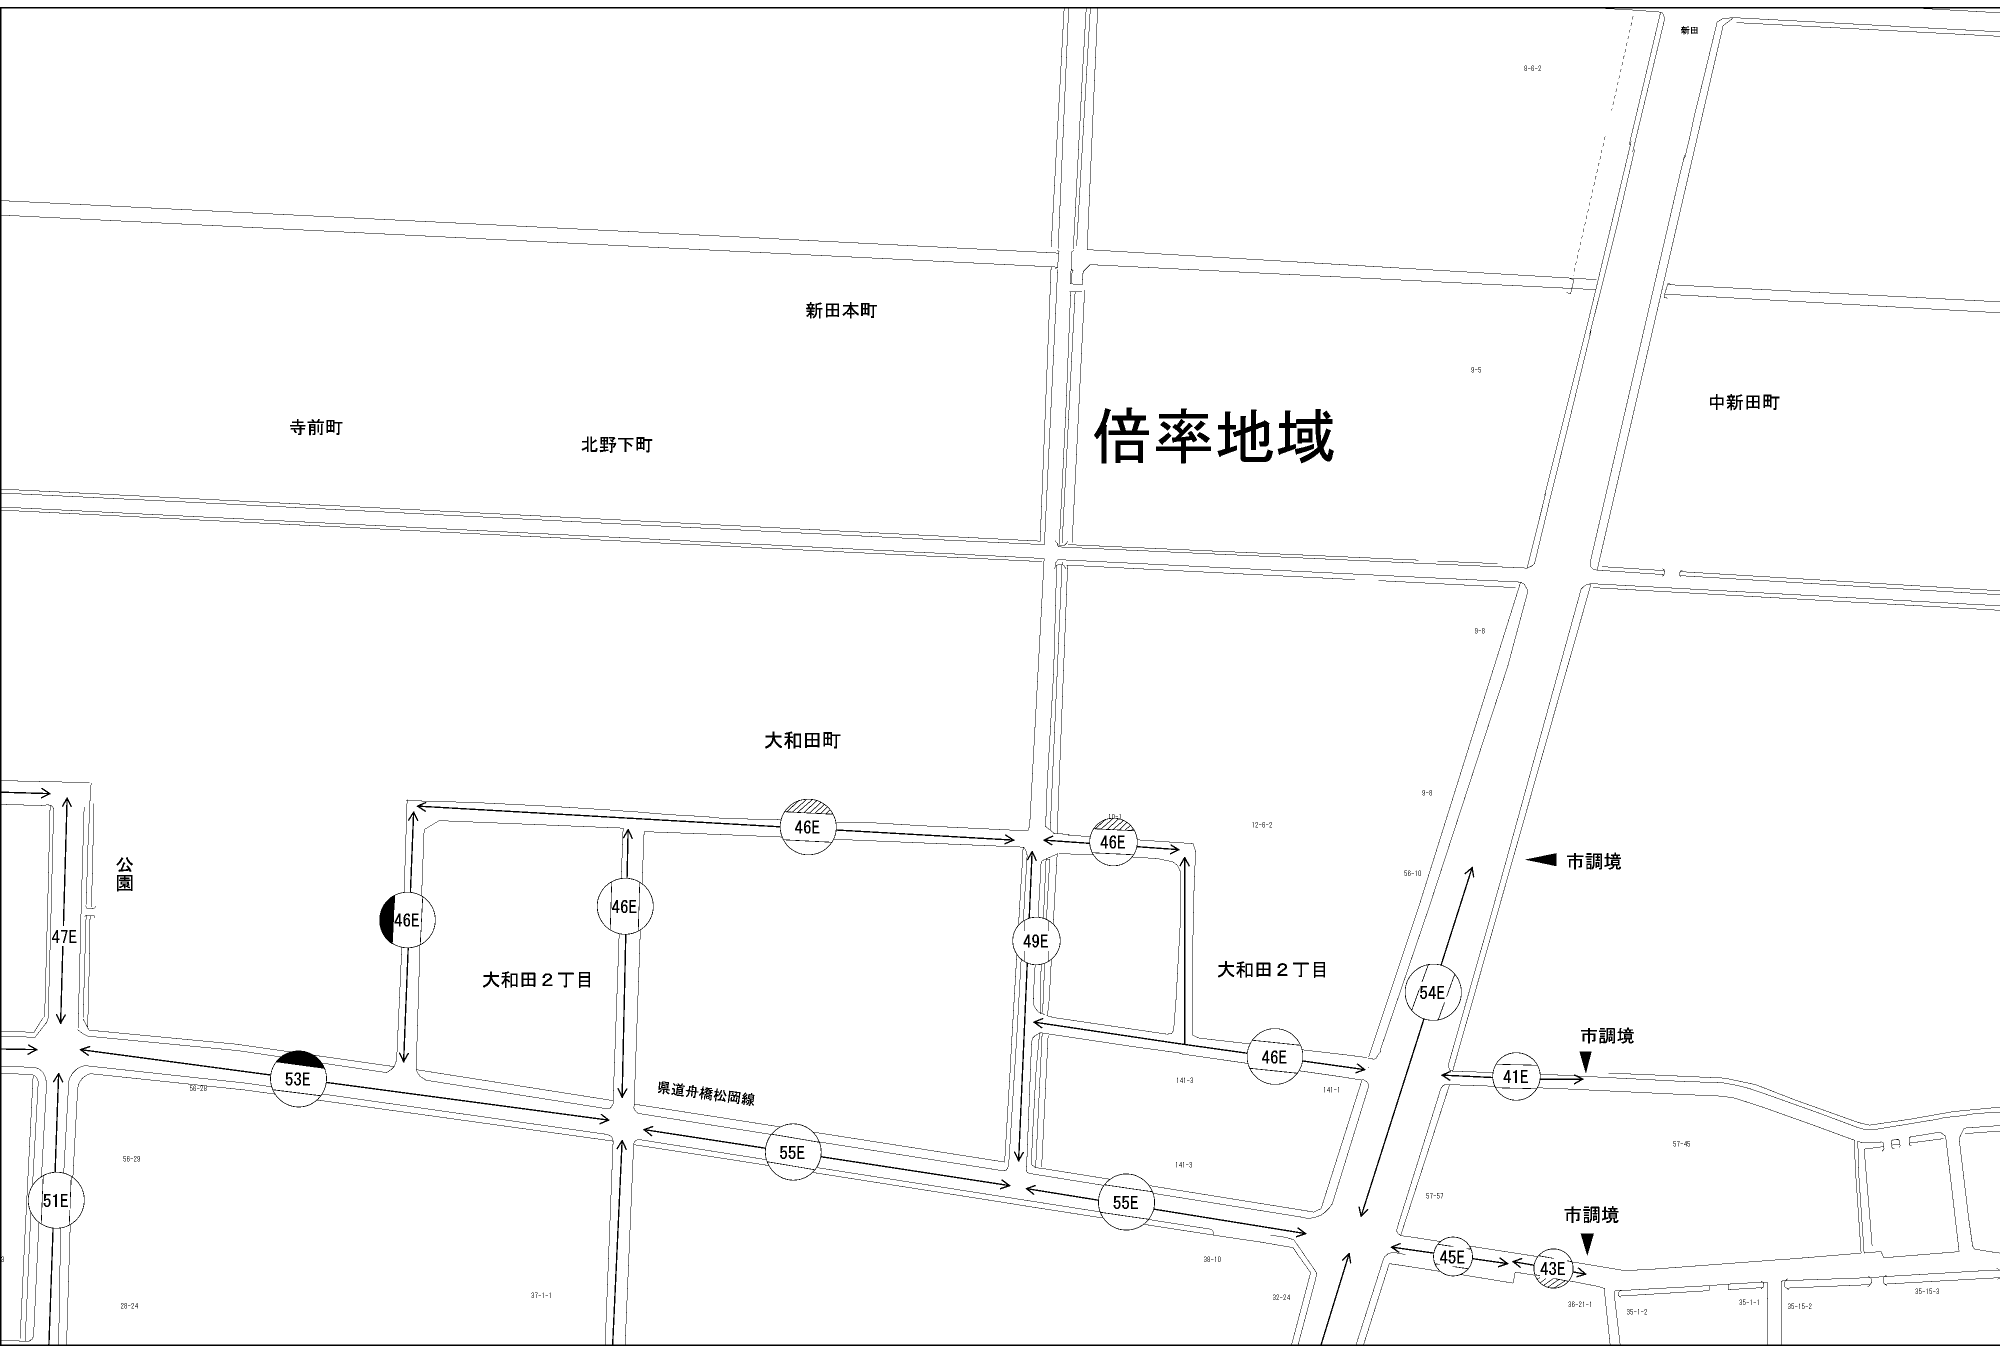 新田
8-6-2
新田本町
9-5
中新田町
寺前町
北野下町
倍率地域
9-8
大和田町
9-8
46E
10-1
46E
12-6-2
公園
市調境
56-10
46E
46E
47E
49E
大和田２丁目
大和田２丁目
54E
市調境
46E
41E
53E
56-28
県道舟橋松岡線
141-3
141-1
57-45
56-29
55E
141-3
51E
55E
57-57
市調境
45E
43E
38-10
3
28-24
37-1-1
32-24
36-21-1
35-1-2
35-1-1
35-15-2
35-15-3